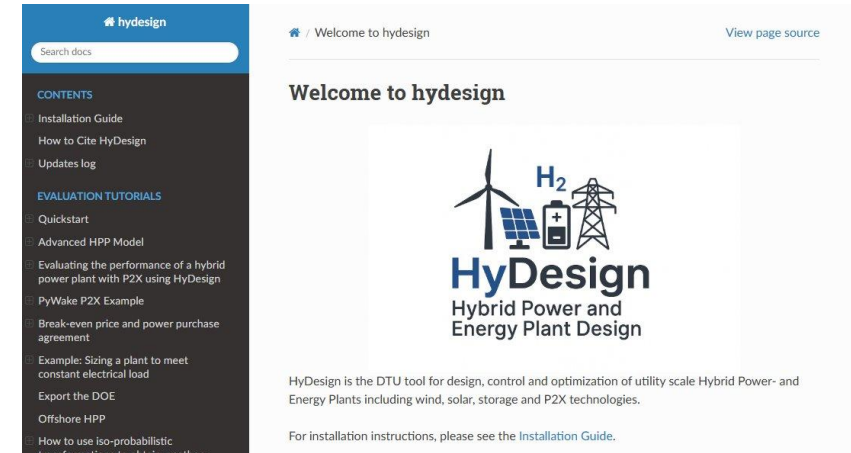 hydesign
Search docs
CONTENTS
Installation Guide
How to Cite HyDesign
Updates log
EVALUATION TUTORIALS
Quickstart
Advanced HPP Model
Evaluating the performance of a hybrid
power plant with P2X using HyDesign
PyWake P2X Example
Break-even price and power purchase
agreement
Example: Sizing a plant to meet
constant electrical load
Export the DOE
Offshore HPP
How to use iso-probabilistic
/ Welcome to hydesign
View page source
Welcome to hydesign
H2
HyDesign
Hybrid Power and
Energy Plant Design
HyDesign is the DTU tool for design, control and optimization of utility scale Hybrid Power- and
Energy Plants including wind, solar, storage and P2X technologies.
For installation instructions, please see the Installation Guide.